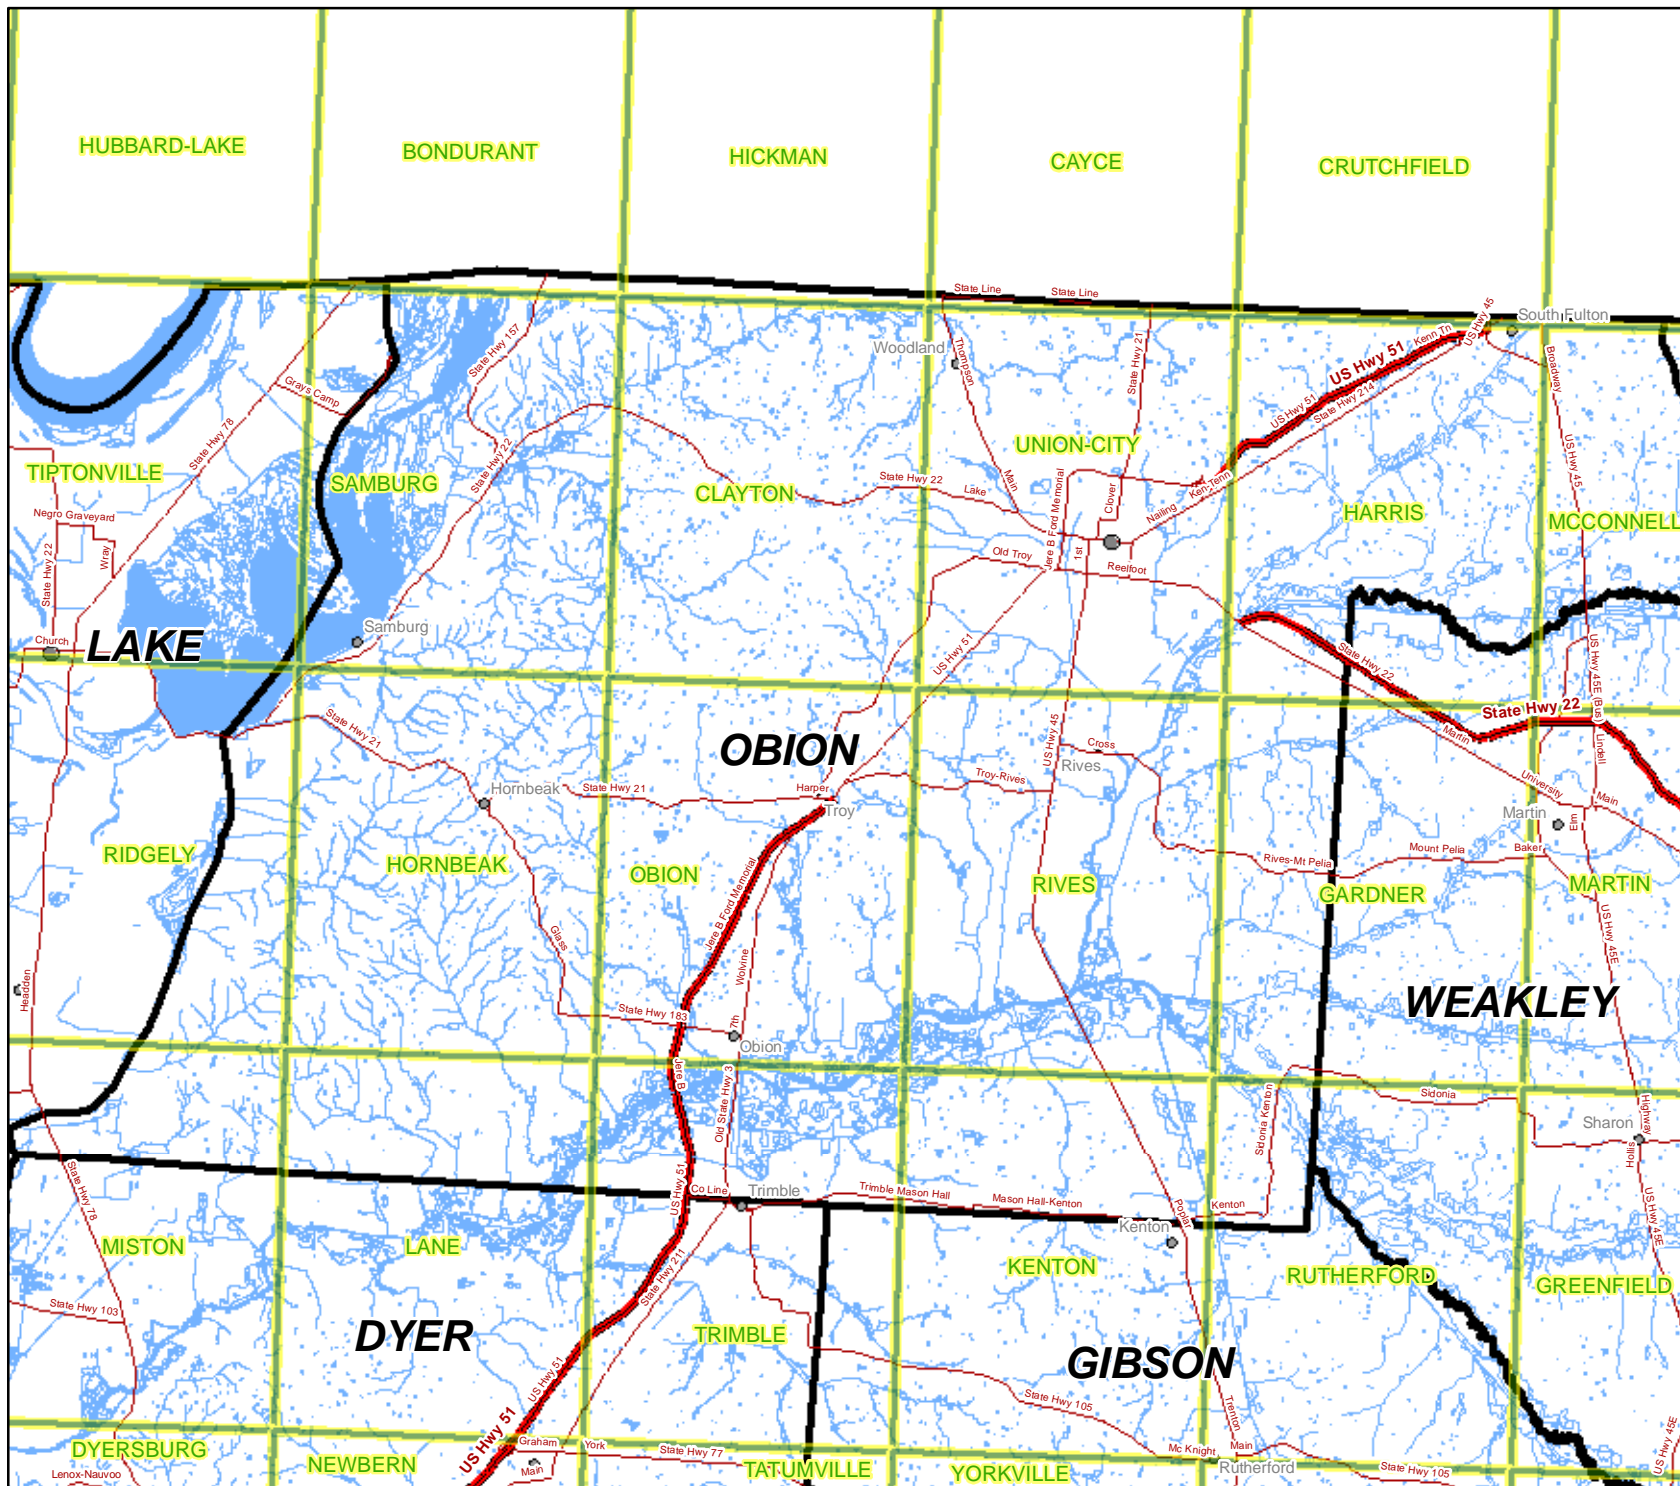 HUBBARD-LAKE
BONDURANT
HICKMAN
CAYCE
CRUTCHFIELD
State Line
State Line
US Hwy 45
South Fulton
State Hwy 157
Woodland
Thompson
State Hwy 21
Kenn Tn
US Hwy 51
Broadway
Grays Camp
US Hwy 51
State Hwy 214
State Hwy 78
State Hwy 22
UNION-CITY
US Hwy 45
TIPTONVILLE
SAMBURG
CLAYTON
State Hwy 22
Lake
Main
Jere B Ford Memorial
Clover
Ken-Tenn
Nailing
HARRIS
MCCONNELL
Negro Graveyard
Wray
State Hwy 22
Old Troy
1st
Reelfoot
Church
LAKE
Samburg
US Hwy 51
State Hwy 22
US Hwy 45E (Bus)
State Hwy 22
State Hwy 21
OBION
US Hwy 45
Cross
Rives
Martin
Lindell
Hornbeak
State Hwy 21
Harper
Troy-Rives
University
Main
Troy
Martin
Elm
RIDGELY
HORNBEAK
OBION
Jere B Ford Memorial
RIVES
Rives-Mt Pelia
Mount Pelia
Baker
GARDNER
MARTIN
Glass
Wolvine
US Hwy 45E
Headden
WEAKLEY
State Hwy 183
7th
Obion
Jere B
Old State Hwy 3
Sidonia Kenton
Sidonia
Highway
Sharon
Hollis
State Hwy 78
US Hwy 51
Co Line
Trimble
Trimble Mason Hall
Mason Hall-Kenton
Poplar
Kenton
Kenton
US Hwy 45E
MISTON
LANE
State Hwy 211
KENTON
RUTHERFORD
GREENFIELD
State Hwy 103
DYER
TRIMBLE
GIBSON
US Hwy 51
State Hwy 105
Trenton
US Hwy 51
DYERSBURG
Graham
York
State Hwy 77
Mc Knight
Main
US Hwy 45E
NEWBERN
Main
TATUMVILLE
YORKVILLE
Rutherford
State Hwy 105
Lenox-Nauvoo